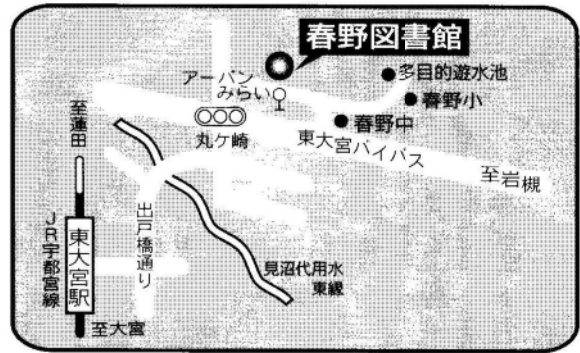 春野図書館
アーバン
みらい
多目的遊水池
春野小
至蓮田
丸ケ崎
春野中
東大宮バイパス
至岩槻
出戸橋通り
JR宇都宮線
東大宮駅
見沼代用水
東縁
至大宮